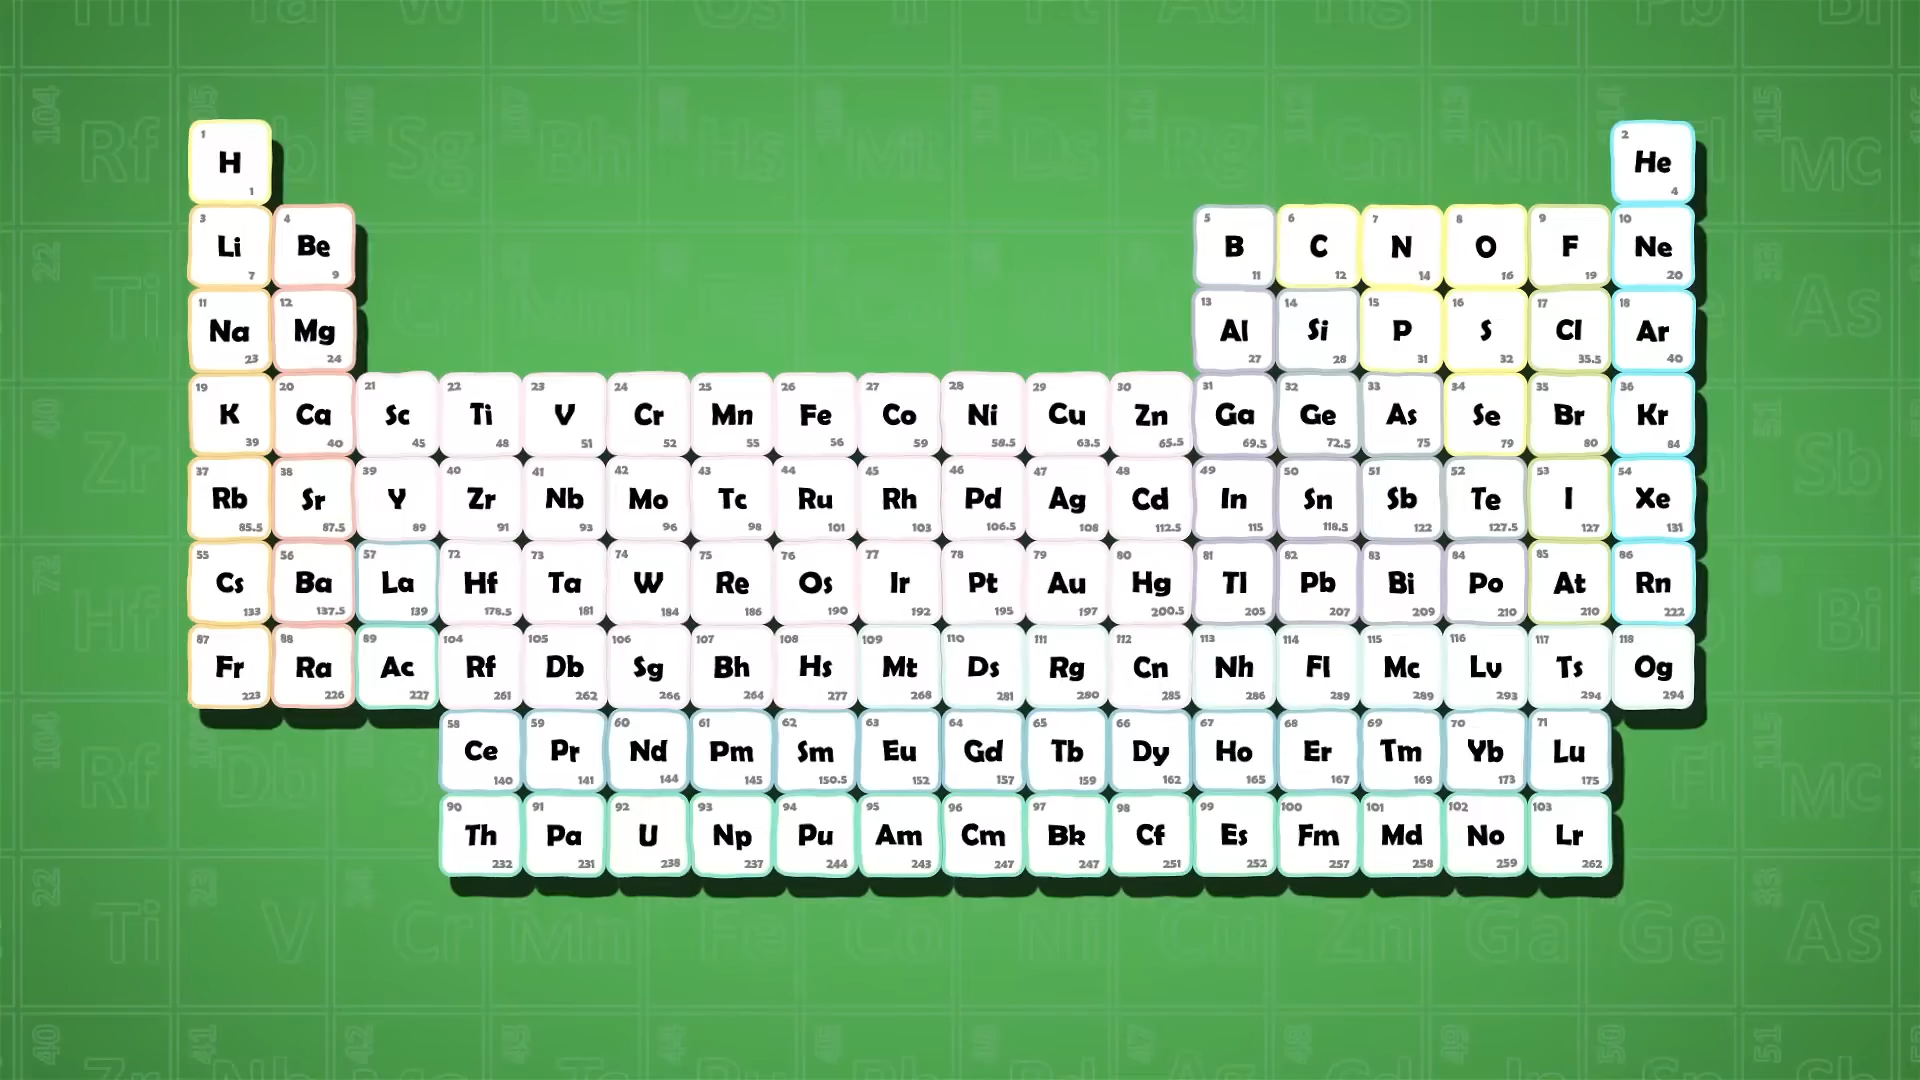 1 2
H He
1 4
3 4 5 6 7 8 9 10
Li Be B C N O F Ne
7 9 11 12 14 16 19 20
11 12 13 14 15 16 17 18
Na Mg Al Si P S Cl Ar
23 24 27 28 31 32 35.5 40
19 20 21 22 23 24 25 26 27 28 29 30 31 32 33 34 35 36
K Ca Sc Ti V Cr Mn Fe Co Ni Cu Zn Ga Ge As Se Br Kr
39 40 45 48 51 52 55 56 59 58.5 63.5 65.5 69.5 72.5 75 79 80 84
37 38 39 40 41 42 43 44 45 46 47 48 49 50 51 52 53 54
Rb Sr Y Zr Nb Mo Tc Ru Rh Pd Ag Cd In Sn Sb Te I Xe
85.5 87.5 89 91 93 96 98 101 103 106.5 108 112.5 115 118.5 122 127.5 127 131
55 56 57 72 73 74 75 76 77 78 79 80 81 82 83 84 85 86
Cs Ba La Hf Ta W Re Os Ir Pt Au Hg Tl Pb Bi Po At Rn
133 137.5 139 178.5 181 184 186 190 192 195 197 200.5 205 207 209 210 210 222
87 88 89 104 105 106 107 108 109 110 111 112 113 114 115 116 117 118
Fr Ra Ac Rf Db Sg Bh Hs Mt Ds Rg Cn Nh Fl Mc Lv Ts Og
223 226 227 261 262 266 264 277 268 281 280 285 286 289 289 293 294 294
58 59 60 61 62 63 64 65 66 67 68 69 70 71
Ce Pr Nd Pm Sm Eu Gd Tb Dy Ho Er Tm Yb Lu
140 141 144 145 150.5 152 157 159 162 165 167 169 173 175
90 91 92 93 94 95 96 97 98 99 100 101 102 103
Th Pa U Np Pu Am Cm Bk Cf Es Fm Md No Lr
232 231 238 237 244 243 247 247 251 252 257 258 259 262